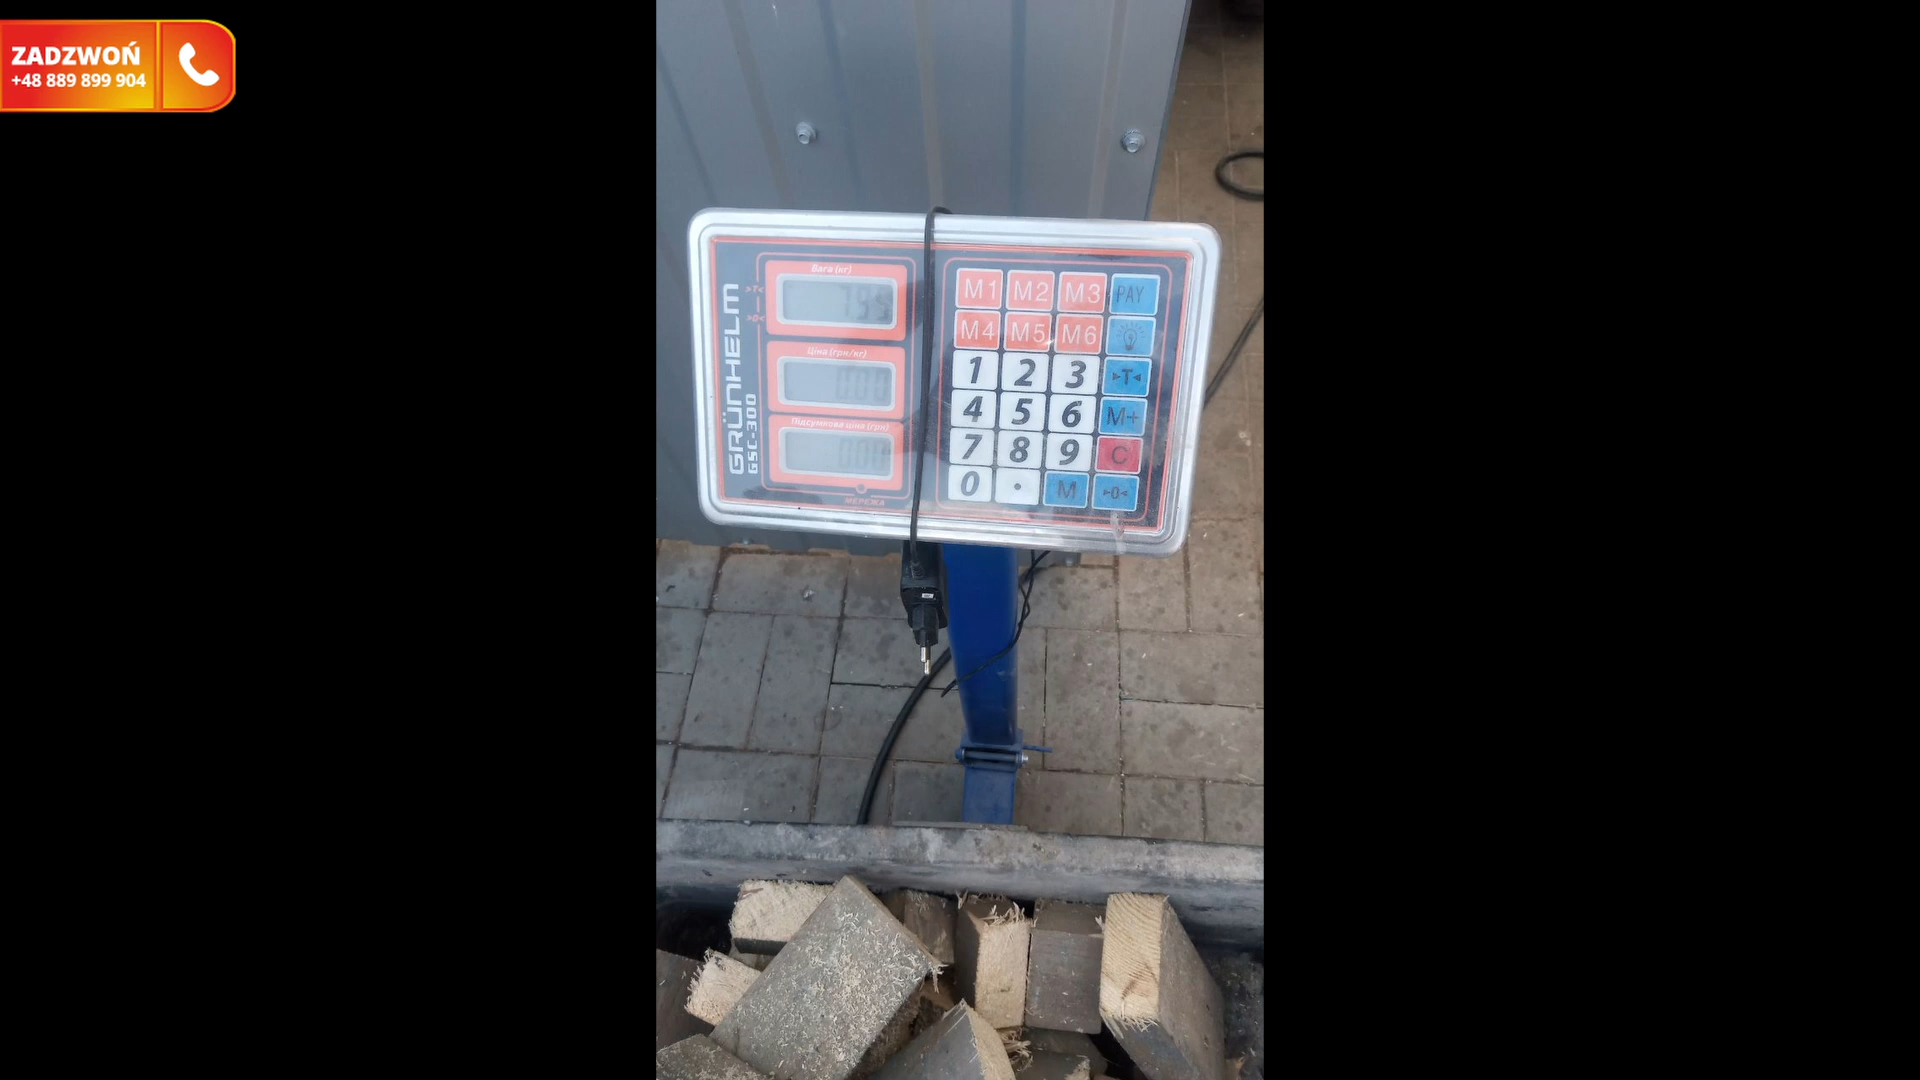 ZADZWOŃ
+48 889 899 904
GRÜNHELM
GSC-300
Вага (кг)
>T<
>0<
Ціна (грн/кг)
0.00
Підсумкова ціна (грн)
0.00
МЕРЕЖА
M1 M2 M3 PAY
M4 M5 M6
1 2 3 >T<
4 5 6 M+
7 8 9 C
0 . M >0<